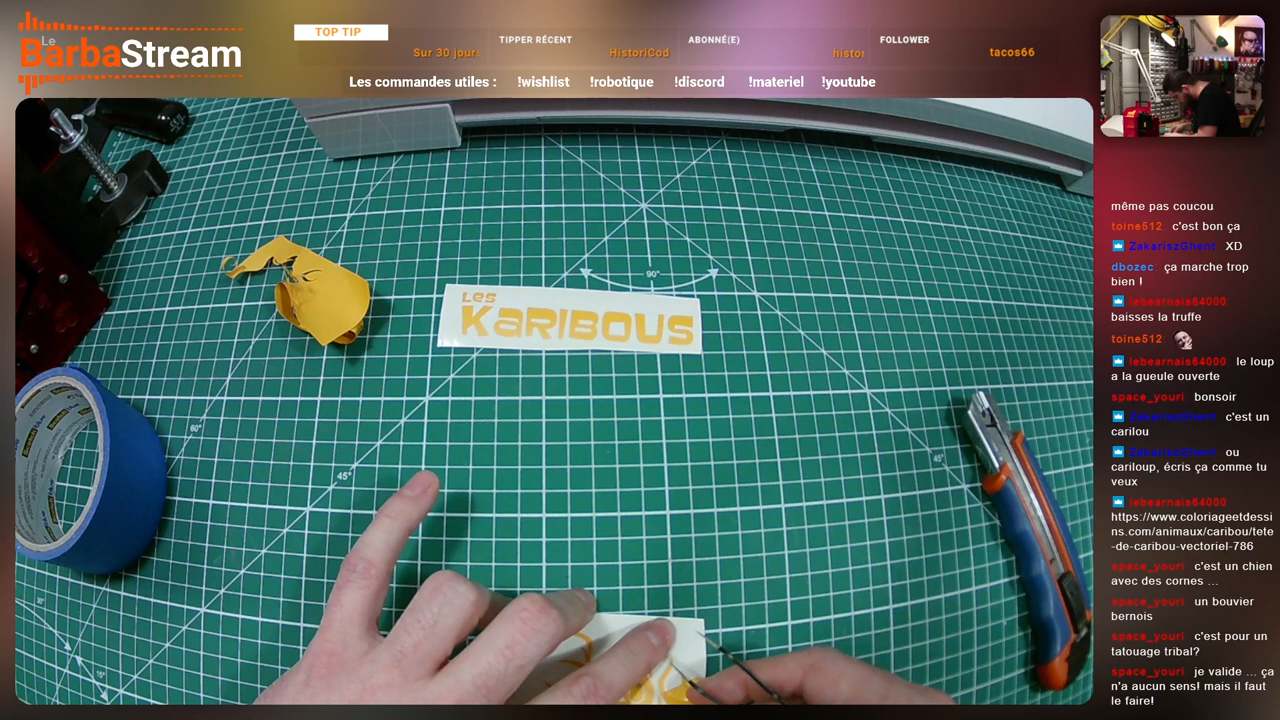 Le
BarbaStream
TOP TIP
Sur 30 jours
TIPPER RÉCENT
HistoriCod
ABONNÉ(E)
histor
FOLLOWER
tacos66
Les commandes utiles : !wishlist !robotique !discord !materiel !youtube
90°
Les
KARIBOUS
60°
45°
45°
15°
même pas coucou
toine512: c'est bon ça
ZakariszGhent: XD
dbozec: ça marche trop
bien !
lebearnais64000:
baisses la truffe
toine512:
lebearnais64000: le loup
a la gueule ouverte
space_youri: bonsoir
ZakariszGhent: c'est un
carilou
ZakariszGhent: ou
cariloup, écris ça comme tu
veux
lebearnais64000:
https://www.coloriageetdessi
ns.com/animaux/caribou/tete
-de-caribou-vectoriel-786
space_youri: c'est un chien
avec des cornes ...
space_youri: un bouvier
bernois
space_youri: c'est pour un
tatouage tribal?
space_youri: je valide ... ça
n'a aucun sens! mais il faut
le faire!